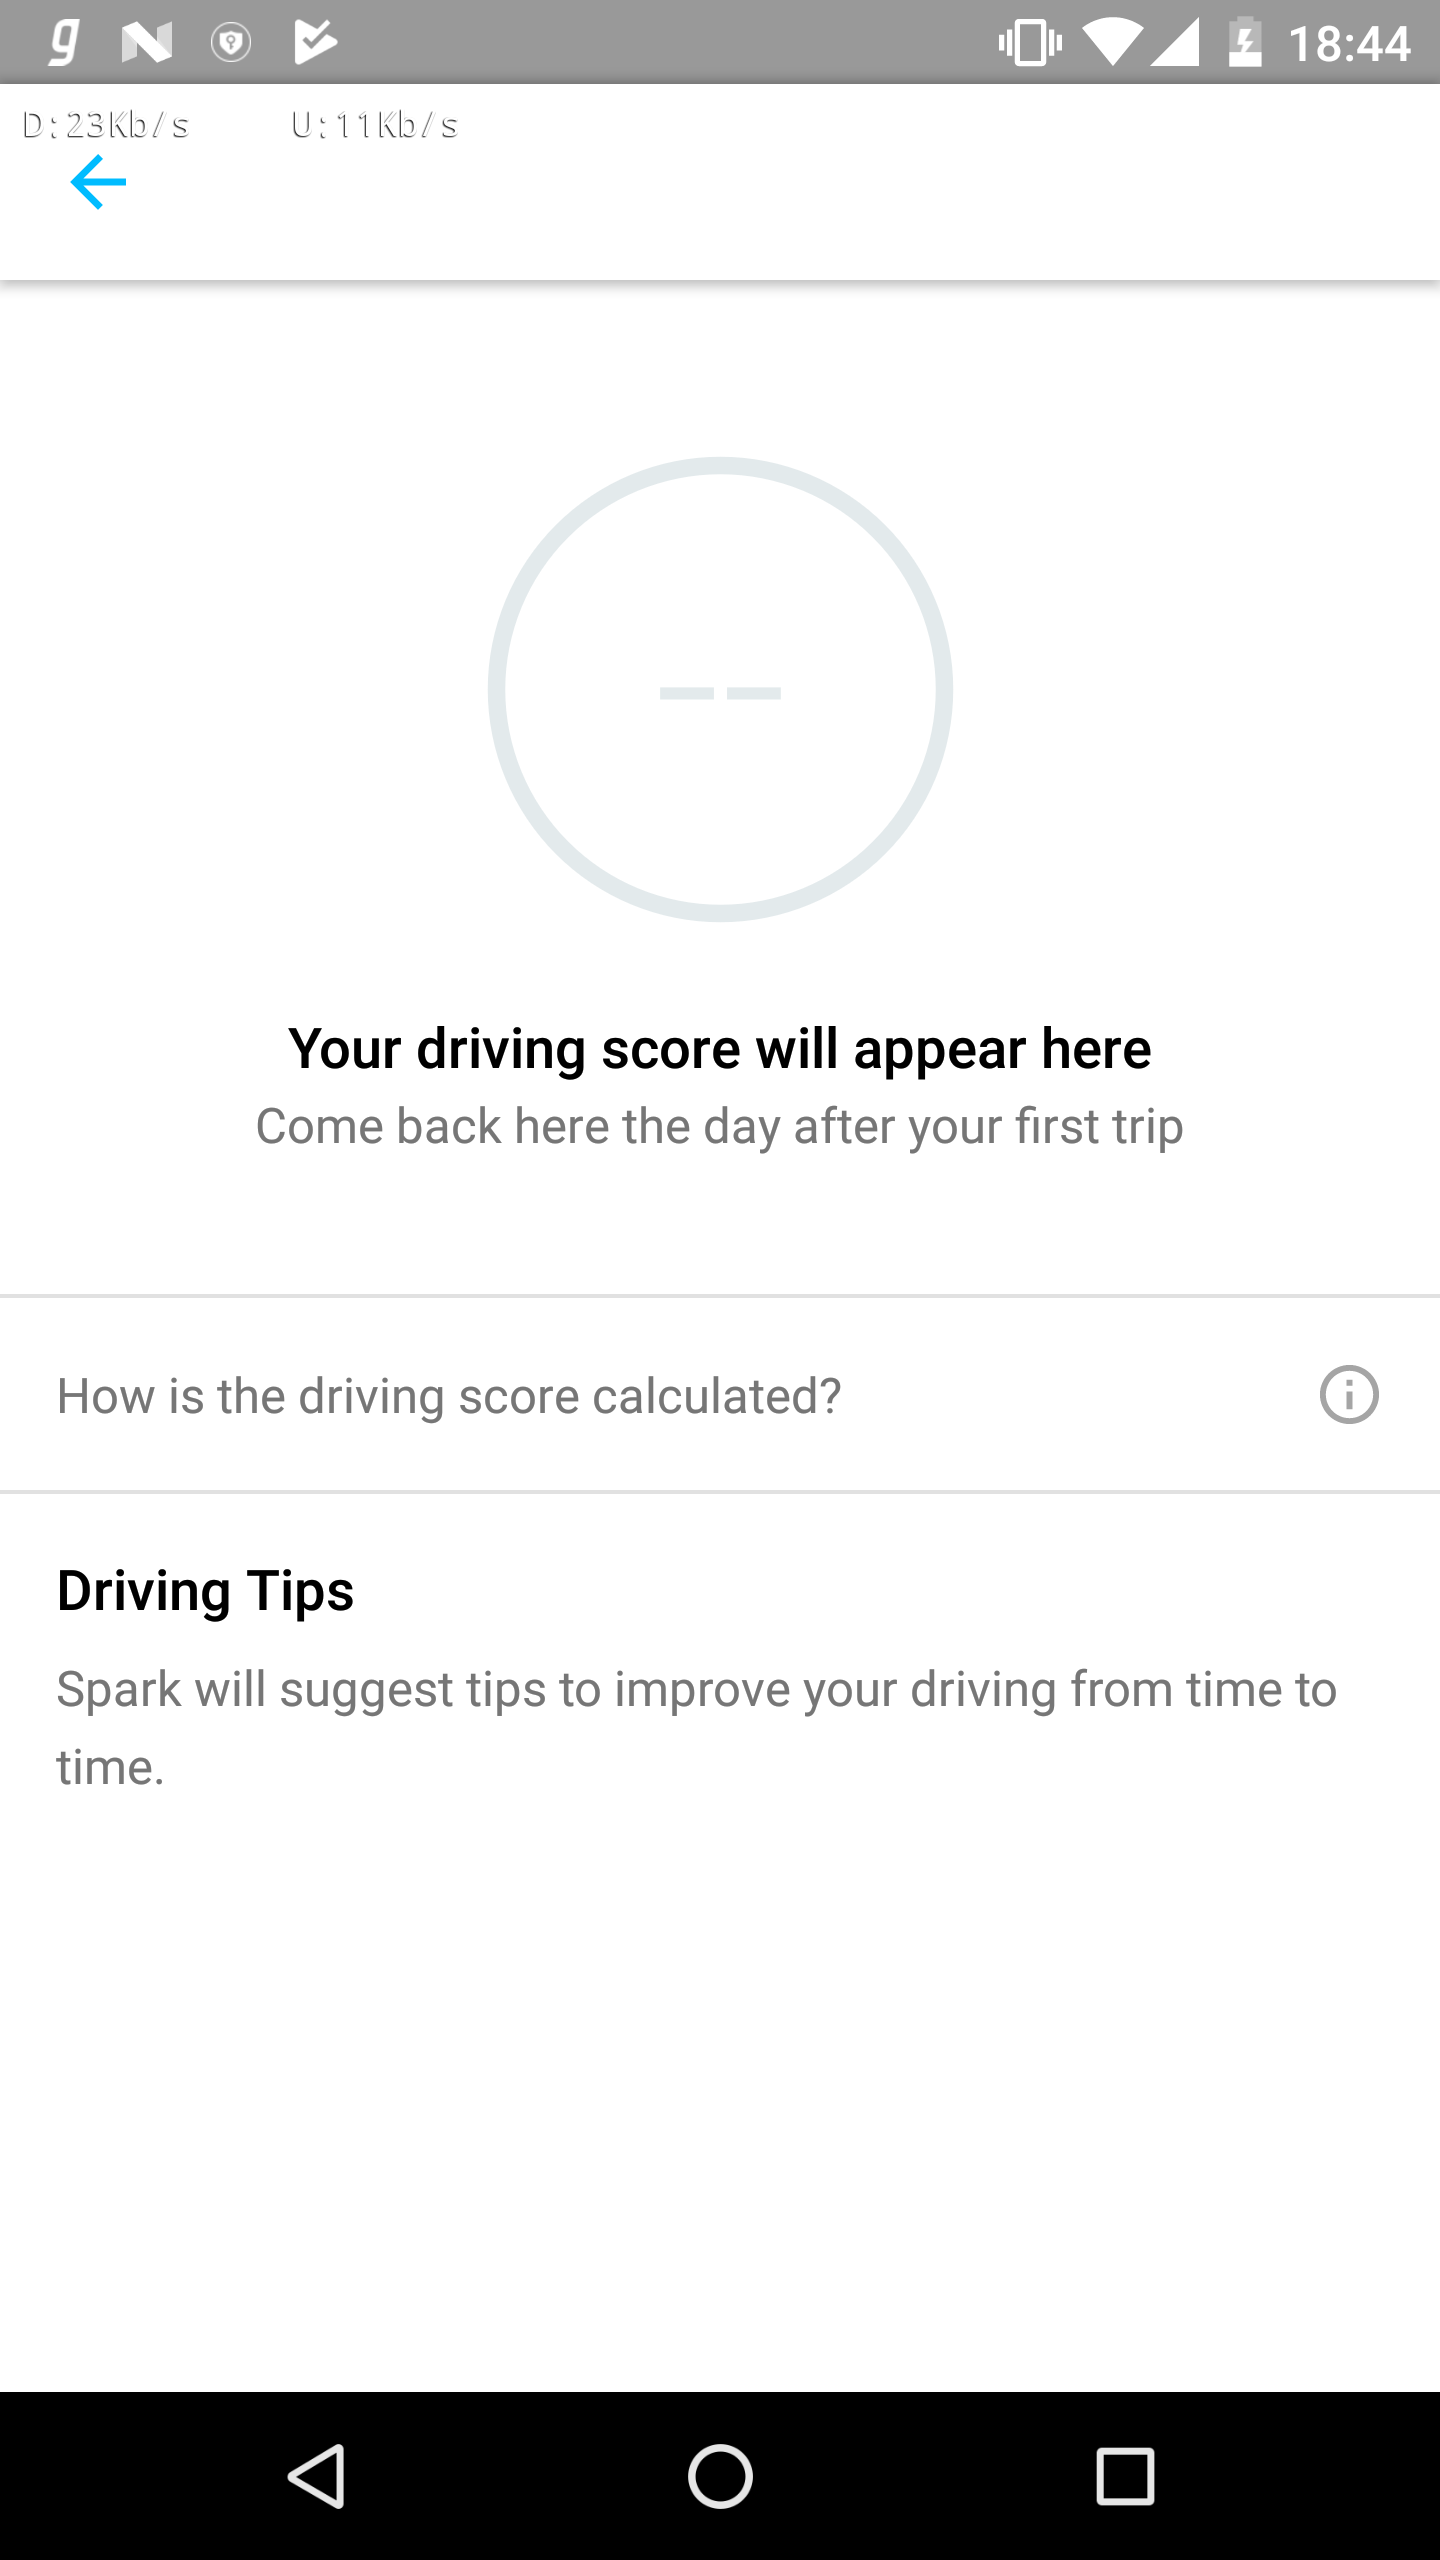 18:44
D:23Kb/s U:11Kb/s
--
Your driving score will appear here
Come back here the day after your first trip
How is the driving score calculated?
Driving Tips
Spark will suggest tips to improve your driving from time to
time.